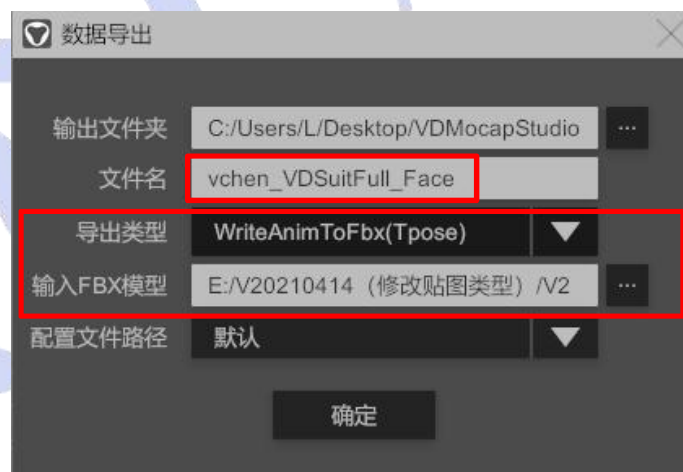 数据导出
输出文件夹 C:/Users/L/Desktop/VDMocapStudio ...
文件名 vchen_VDSuitFull_Face
导出类型 WriteAnimToFbx(Tpose)
输入FBX模型 E:/V20210414（修改贴图类型）/V2 ...
配置文件路径 默认
确定